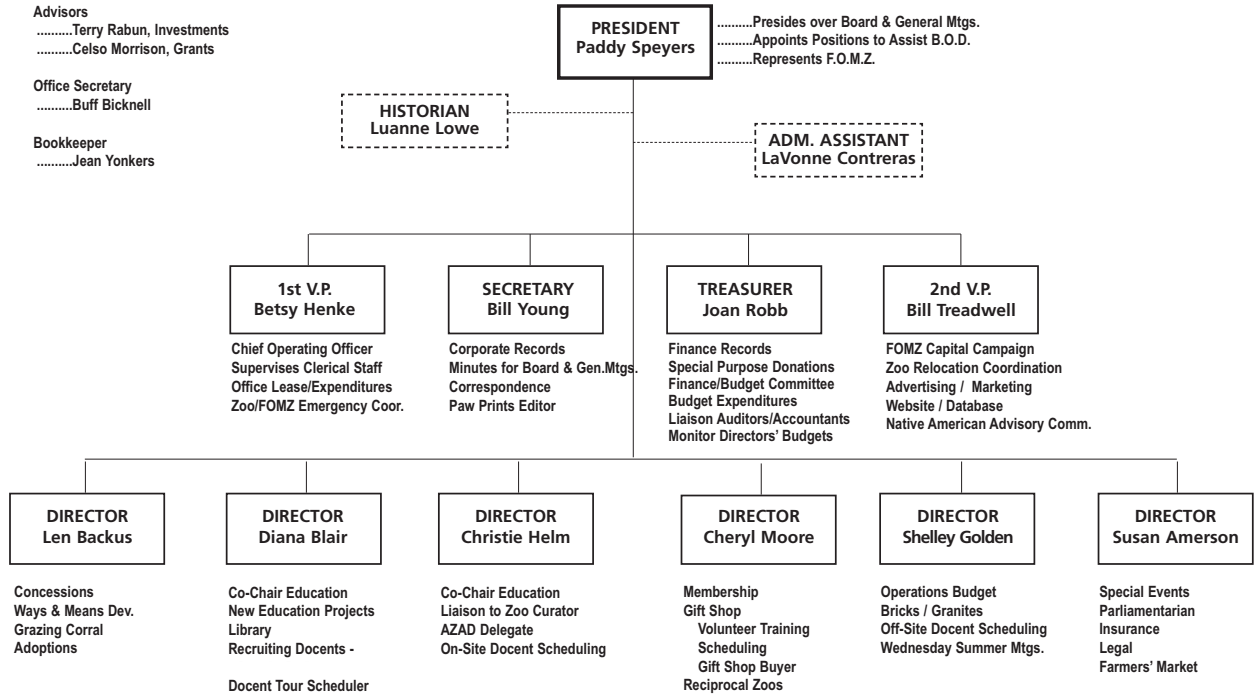 Advisors
..........Terry Rabun, Investments
..........Celso Morrison, Grants
Office Secretary
..........Buff Bicknell
Bookkeeper
..........Jean Yonkers
PRESIDENT
Paddy Speyers
..........Presides over Board & General Mtgs.
..........Appoints Positions to Assist B.O.D.
..........Represents F.O.M.Z.
HISTORIAN
Luanne Lowe
ADM. ASSISTANT
LaVonne Contreras
1st V.P.
Betsy Henke
Chief Operating Officer
Supervises Clerical Staff
Office Lease/Expenditures
Zoo/FOMZ Emergency Coor.
SECRETARY
Bill Young
Corporate Records
Minutes for Board & Gen.Mtgs.
Correspondence
Paw Prints Editor
TREASURER
Joan Robb
Finance Records
Special Purpose Donations
Finance/Budget Committee
Budget Expenditures
Liaison Auditors/Accountants
Monitor Directors' Budgets
2nd V.P.
Bill Treadwell
FOMZ Capital Campaign
Zoo Relocation Coordination
Advertising / Marketing
Website / Database
Native American Advisory Comm.
DIRECTOR
Len Backus
Concessions
Ways & Means Dev.
Grazing Corral
Adoptions
DIRECTOR
Diana Blair
Co-Chair Education
New Education Projects
Library
Recruiting Docents -
Docent Tour Scheduler
DIRECTOR
Christie Helm
Co-Chair Education
Liaison to Zoo Curator
AZAD Delegate
On-Site Docent Scheduling
DIRECTOR
Cheryl Moore
Membership
Gift Shop
Volunteer Training
Scheduling
Gift Shop Buyer
Reciprocal Zoos
DIRECTOR
Shelley Golden
Operations Budget
Bricks / Granites
Off-Site Docent Scheduling
Wednesday Summer Mtgs.
DIRECTOR
Susan Amerson
Special Events
Parliamentarian
Insurance
Legal
Farmers' Market